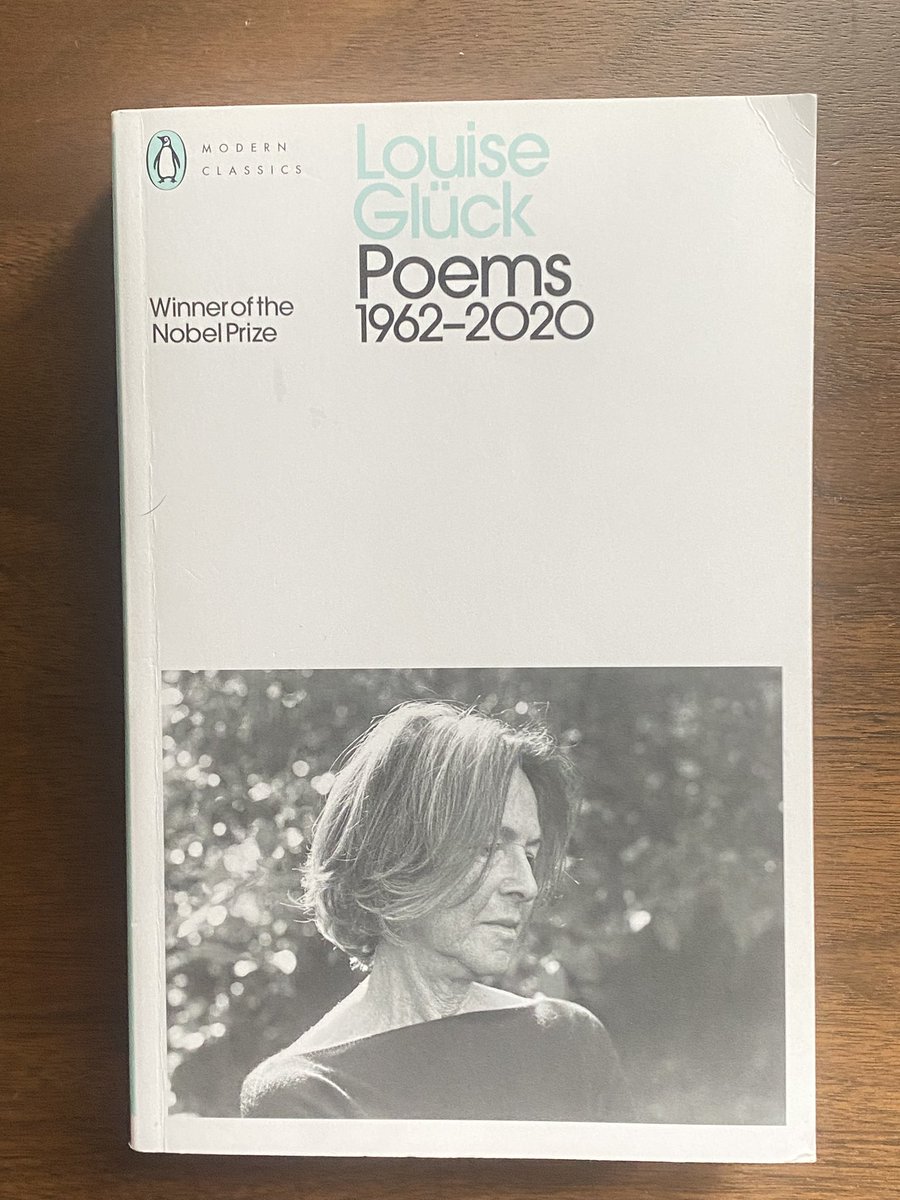 MODERN
CLASSICS
Louise
Glück
Poems
1962–2020
Winner of the
Nobel Prize